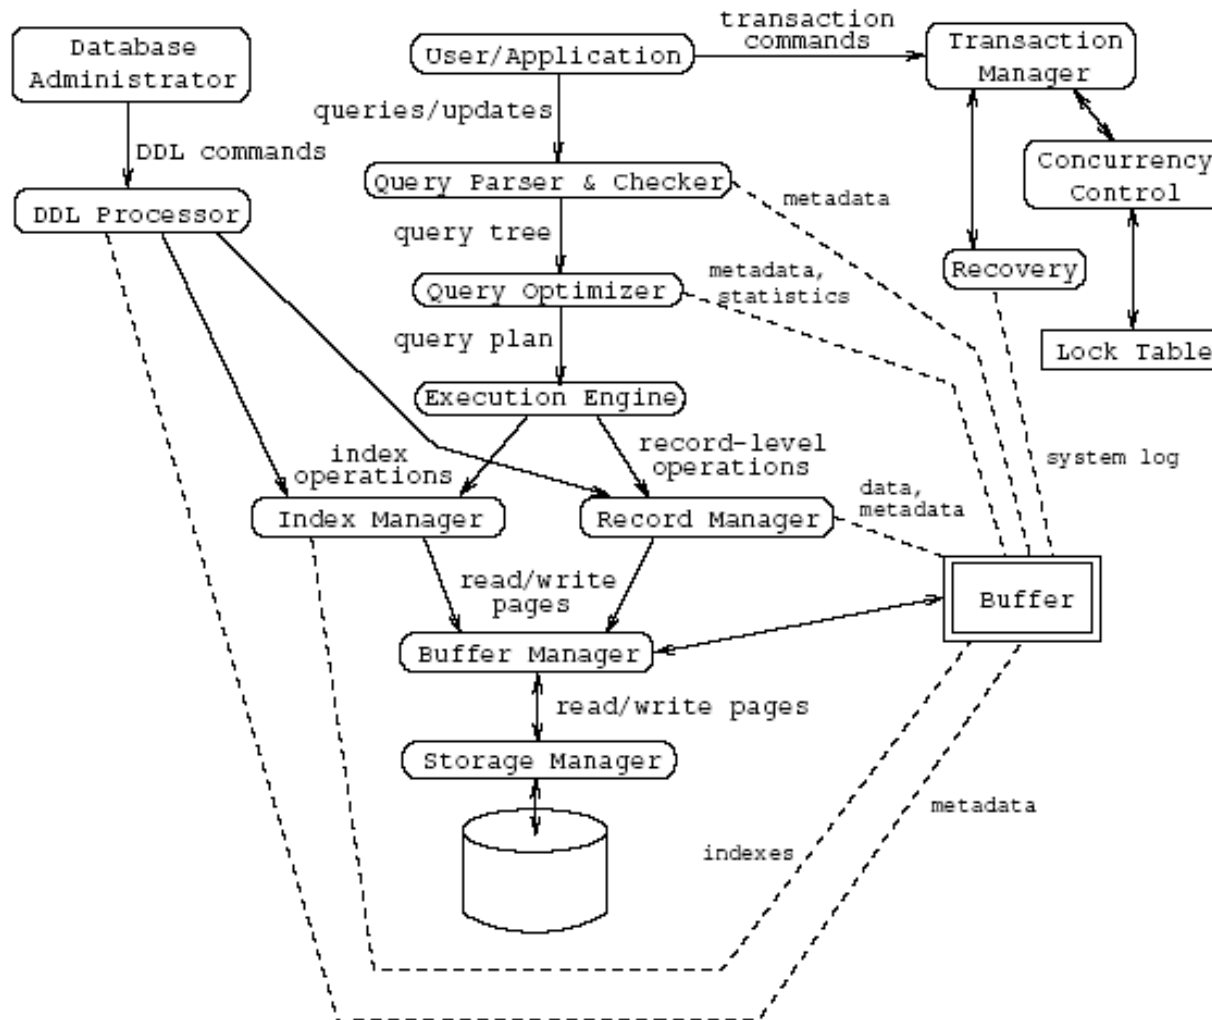 Database
Administrator
User/Application
transaction
commands
Transaction
Manager
queries/updates
DDL commands
Concurrency
Control
Query Parser & Checker
metadata
DDL Processor
query tree
Recovery
metadata,
statistics
Query Optimizer
query plan
Lock Table
Execution Engine
index
operations
record-level
operations
system log
data,
metadata
Index Manager
Record Manager
read/write
pages
Buffer
Buffer Manager
read/write pages
Storage Manager
metadata
indexes